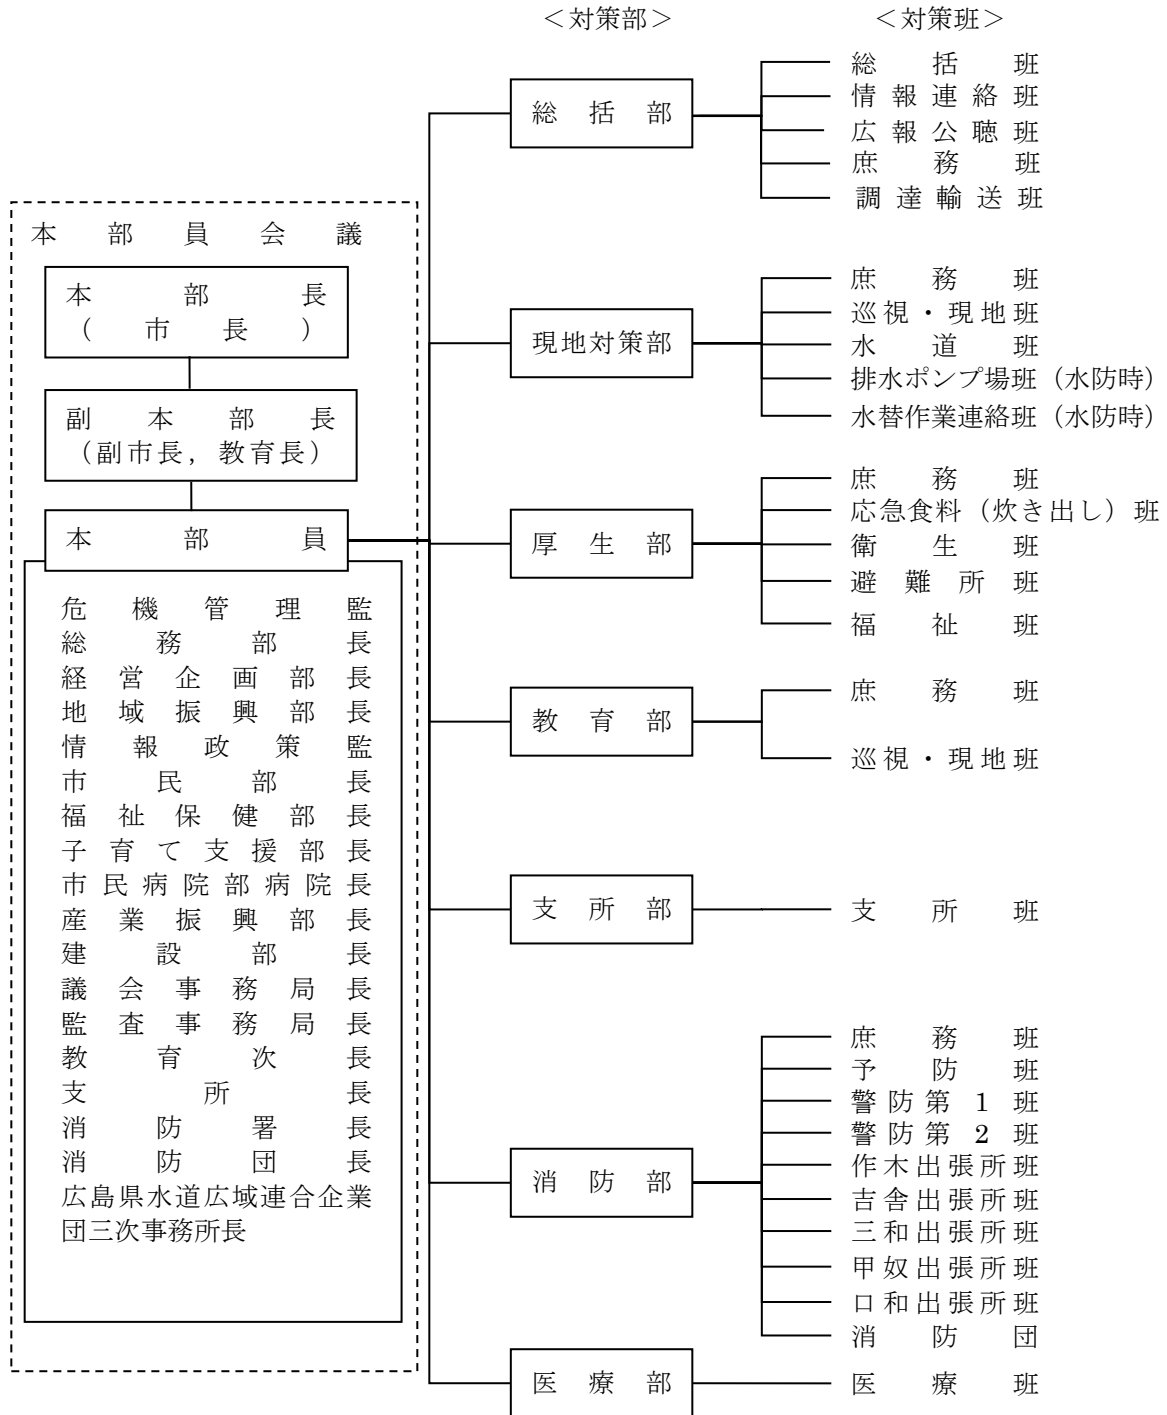 ＜対策部＞
＜対策班＞
本部員会議
本部長
（市長）
副本部長
（副市長，教育長）
本部員
危機管理監
総務部長
経営企画部長
地域振興部長
情報政策監
市民部長
福祉保健部長
子育て支援部長
市民病院部病院長
産業振興部長
建設部長
議会事務局長
監査事務局長
教育次長
支所長
消防署長
消防団長
広島県水道広域連合企業
団三次事務所長
総括部
総括班
情報連絡班
広報公聴班
庶務班
調達輸送班
現地対策部
庶務班
巡視・現地班
水道班
排水ポンプ場班（水防時）
水替作業連絡班（水防時）
厚生部
庶務班
応急食料（炊き出し）班
衛生班
避難所班
福祉班
教育部
庶務班
巡視・現地班
支所部
支所班
消防部
庶務班
予防班
警防第1班
警防第2班
作木出張所班
吉舎出張所班
三和出張所班
甲奴出張所班
口和出張所班
消防団
医療部
医療班